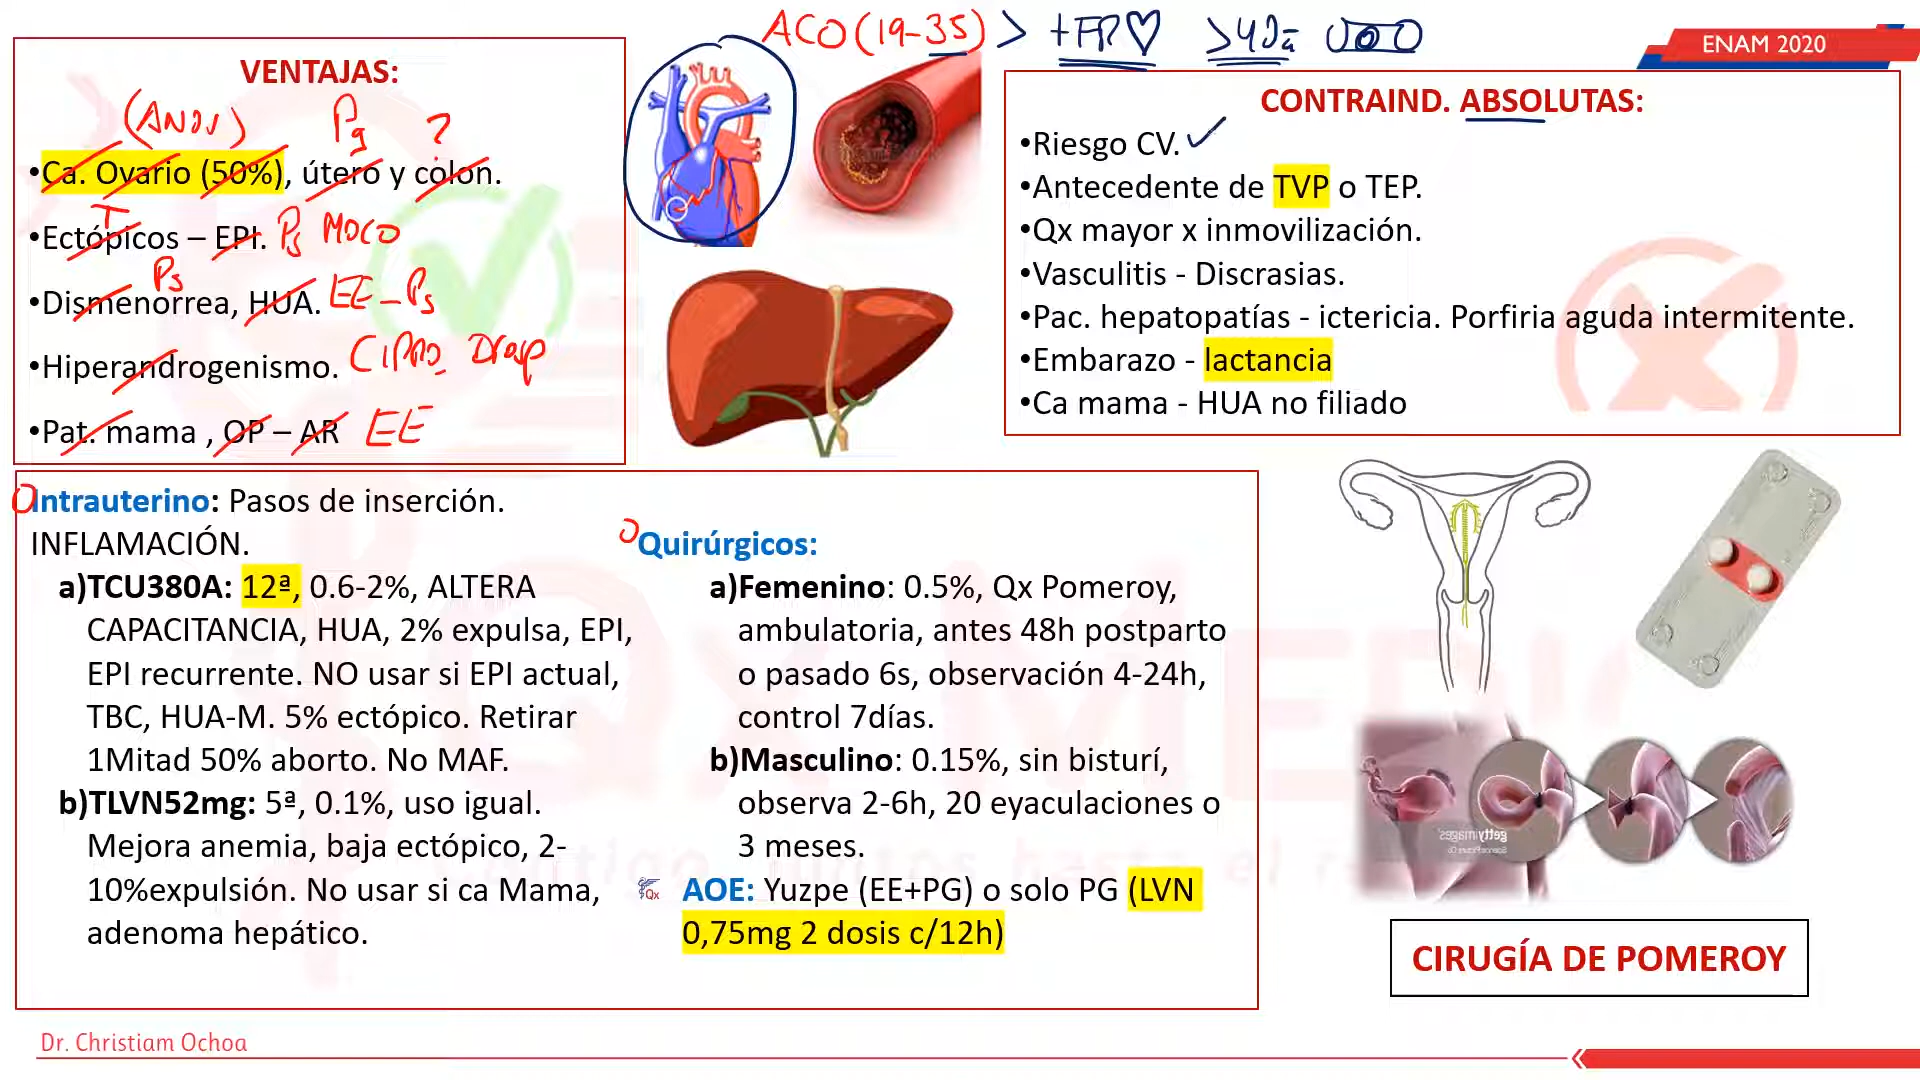 ACO (19-35) > +FR♡ >40a
ENAM 2020
VENTAJAS:
(ANOV) Pg ?
•Ca. Ovario (50%), útero y colon.
T
•Ectópicos – EPI. Ps MOCO
Ps
•Dismenorrea, HUA. EE - Ps
•Hiperandrogenismo. CIPRO. Drosp
•Pat. mama , OP – AR EE
CONTRAIND. ABSOLUTAS:
•Riesgo CV.
•Antecedente de TVP o TEP.
•Qx mayor x inmovilización.
•Vasculitis - Discrasias.
•Pac. hepatopatías - ictericia. Porfiria aguda intermitente.
•Embarazo - lactancia
•Ca mama - HUA no filiado
Intrauterino: Pasos de inserción.
INFLAMACIÓN.
a)TCU380A: 12ª, 0.6-2%, ALTERA
CAPACITANCIA, HUA, 2% expulsa, EPI,
EPI recurrente. NO usar si EPI actual,
TBC, HUA-M. 5% ectópico. Retirar
1Mitad 50% aborto. No MAF.
b)TLVN52mg: 5ª, 0.1%, uso igual.
Mejora anemia, baja ectópico, 2-
10%expulsión. No usar si ca Mama,
adenoma hepático.
Quirúrgicos:
a)Femenino: 0.5%, Qx Pomeroy,
ambulatoria, antes 48h postparto
o pasado 6s, observación 4-24h,
control 7días.
b)Masculino: 0.15%, sin bisturí,
observa 2-6h, 20 eyaculaciones o
3 meses.
Qx
AOE: Yuzpe (EE+PG) o solo PG (LVN
0,75mg 2 dosis c/12h)
gettyimages
CIRUGÍA DE POMEROY
Dr. Christiam Ochoa